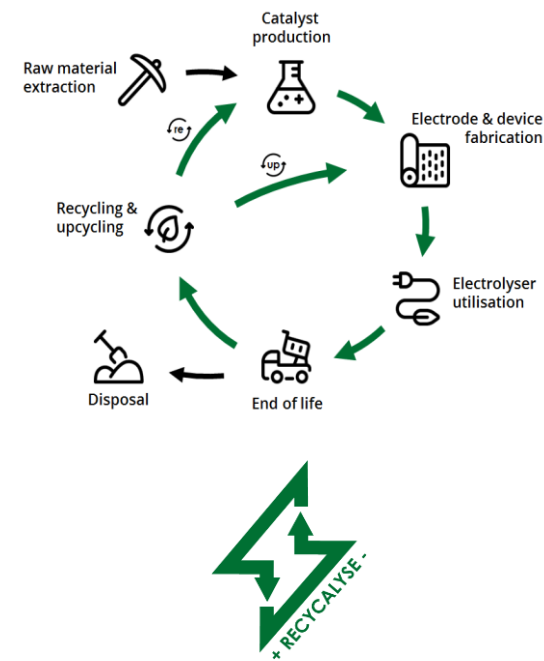 Catalyst
production
Raw material
extraction
Electrode & device
fabrication
re
up
Recycling &
upcycling
Electrolyser
utilisation
Disposal
End of life
+ RECYCALYSE -